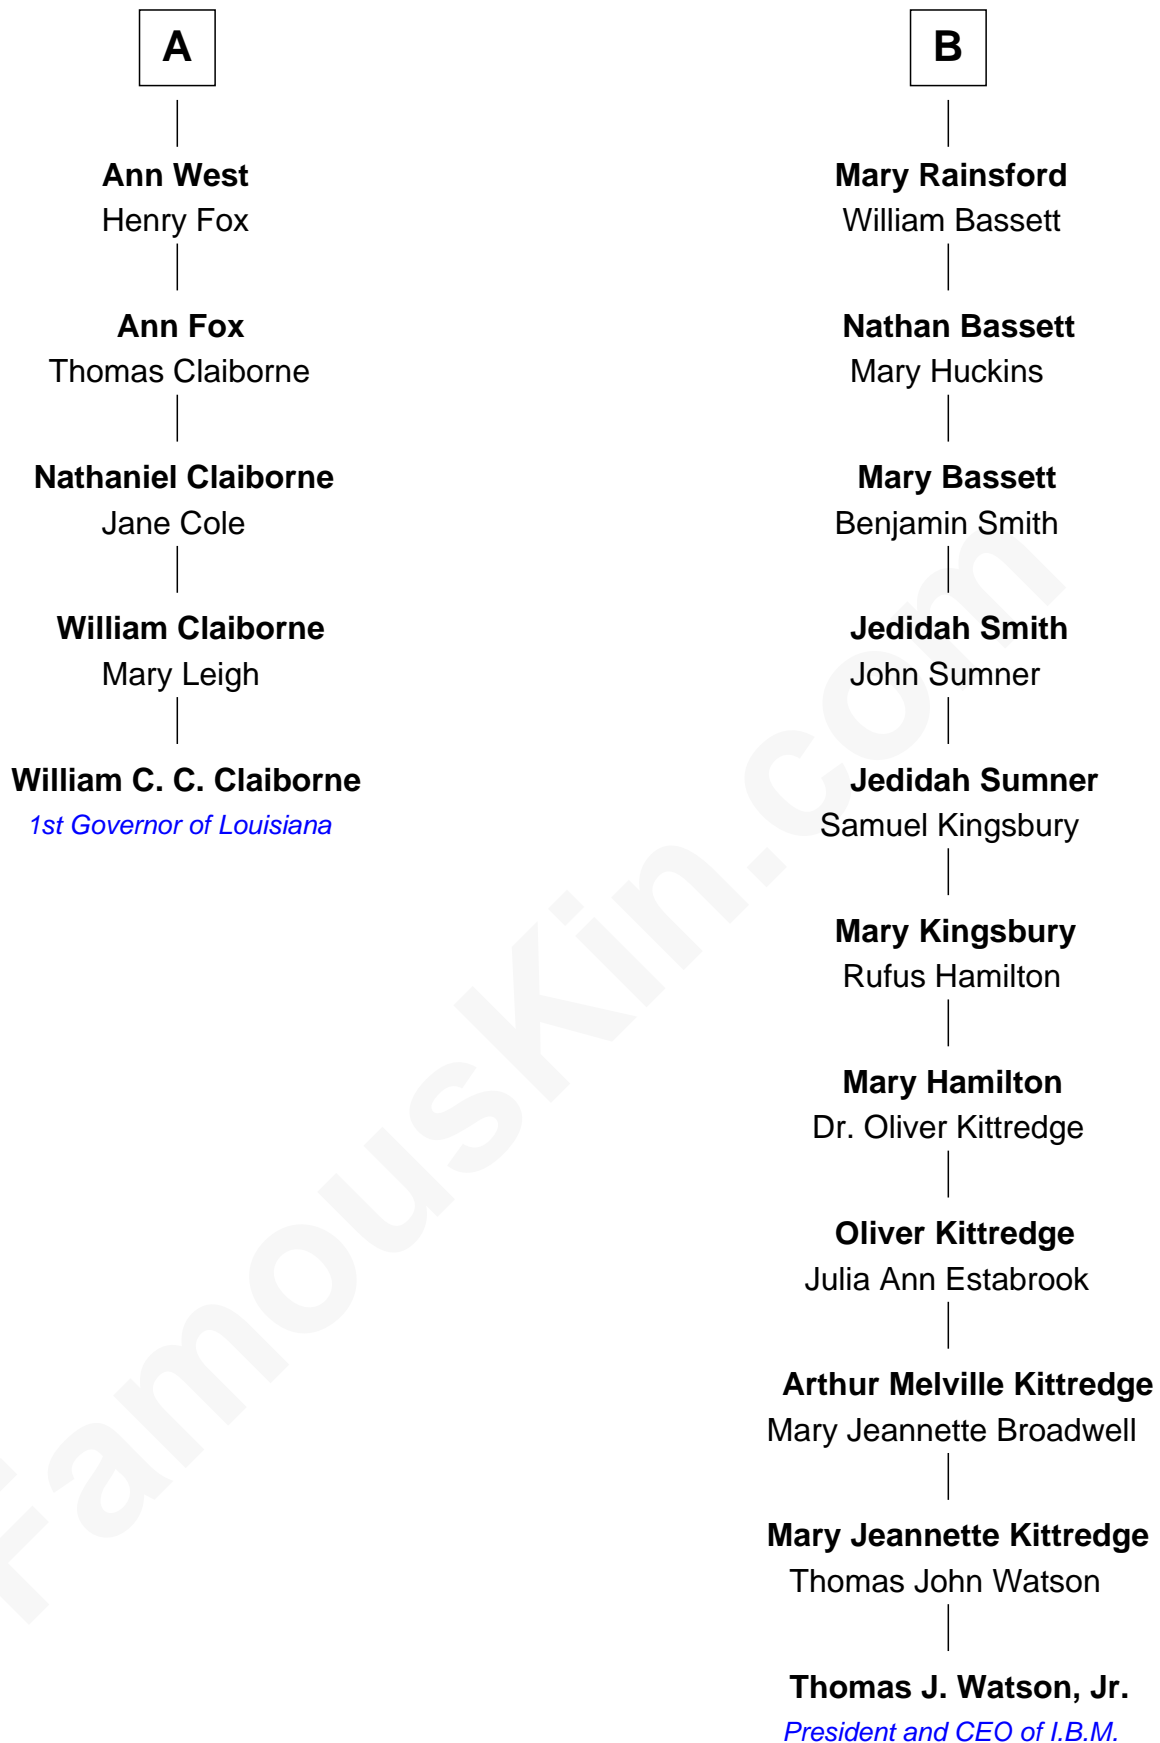 A
Ann West
Henry Fox
Ann Fox
Thomas Claiborne
Nathaniel Claiborne
Jane Cole
William Claiborne
Mary Leigh
William C. C. Claiborne
1st Governor of Louisiana
B
Mary Rainsford
William Bassett
Nathan Bassett
Mary Huckins
Mary Bassett
Benjamin Smith
Jedidah Smith
John Sumner
Jedidah Sumner
Samuel Kingsbury
Mary Kingsbury
Rufus Hamilton
Mary Hamilton
Dr. Oliver Kittredge
Oliver Kittredge
Julia Ann Estabrook
Arthur Melville Kittredge
Mary Jeannette Broadwell
Mary Jeannette Kittredge
Thomas John Watson
Thomas J. Watson, Jr.
President and CEO of I.B.M.
FamousKin.com